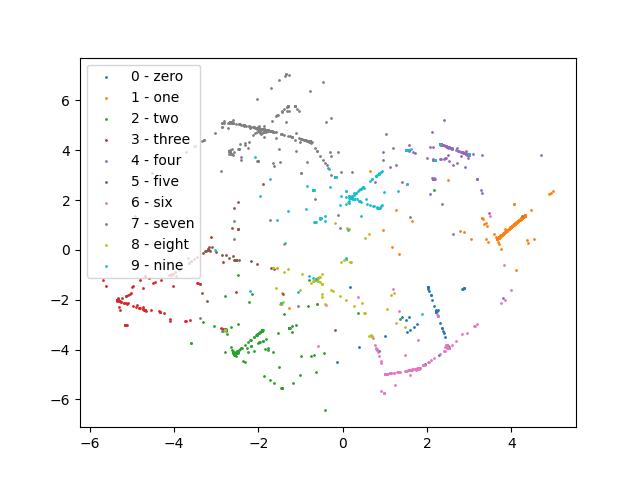 0 - zero
1 - one
2 - two
3 - three
4 - four
5 - five
6 - six
7 - seven
8 - eight
9 - nine
6
4
2
0
−2
−4
−6
−6 −4 −2 0 2 4